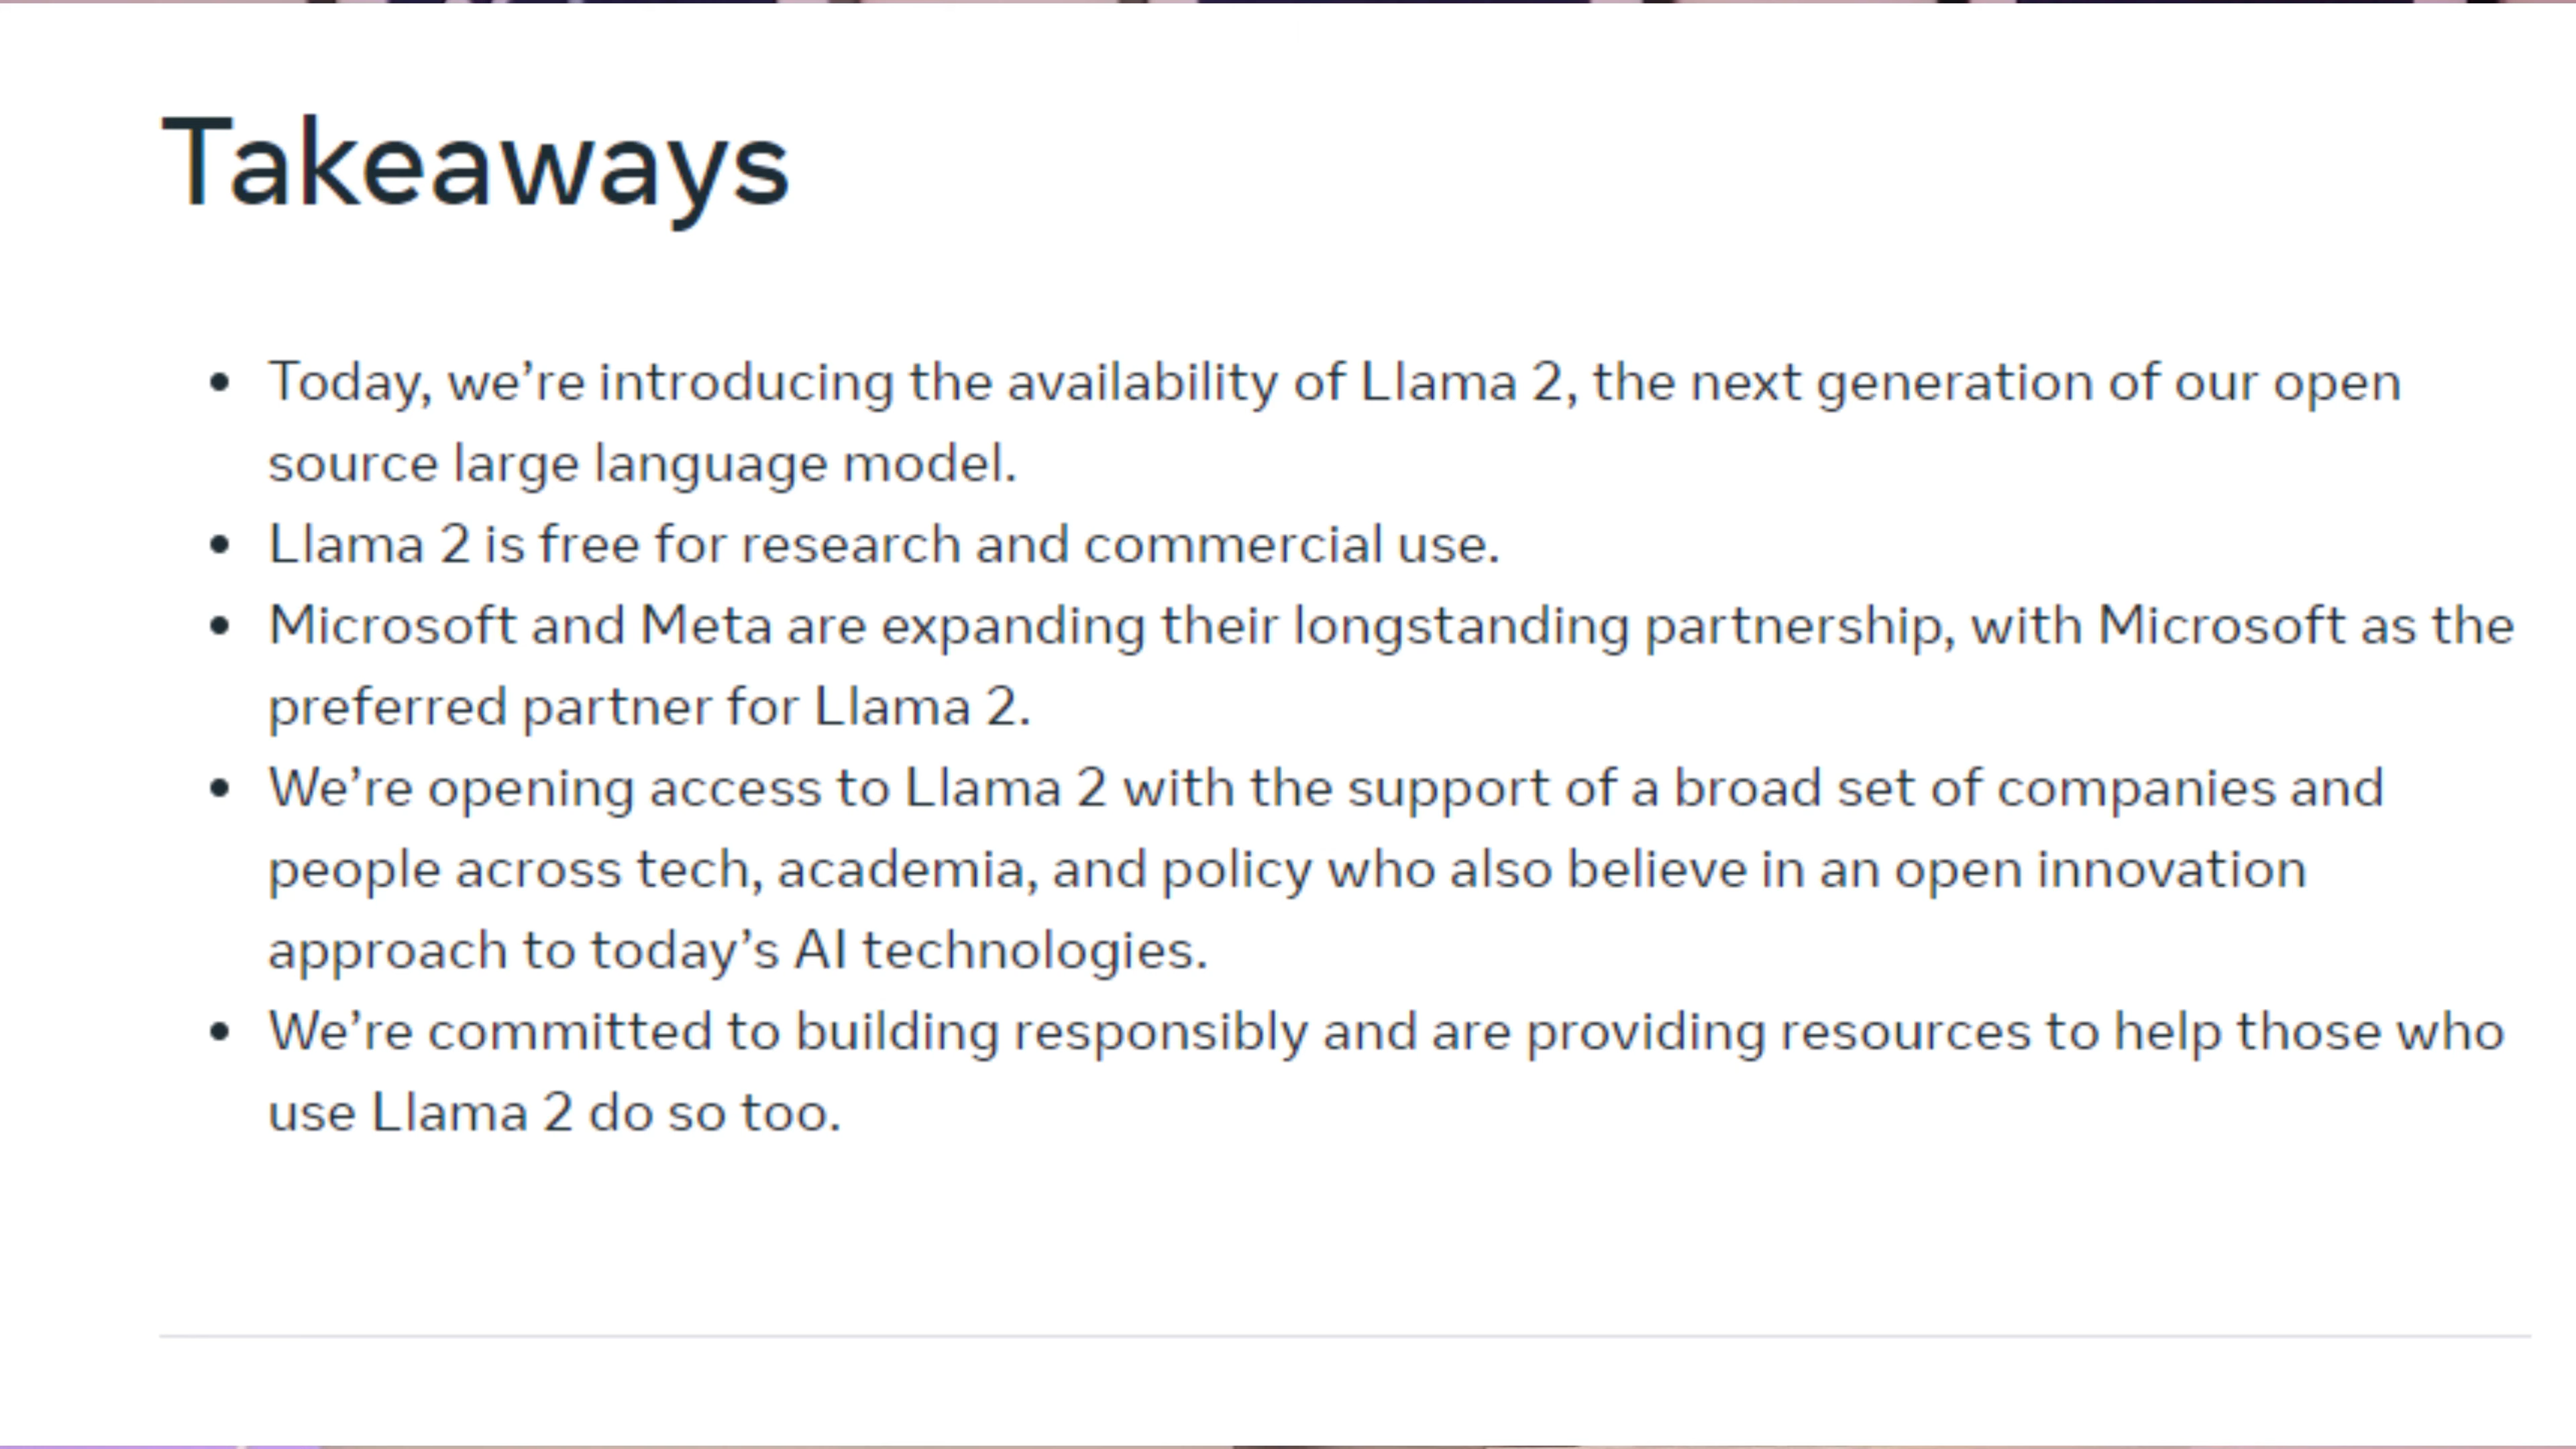 Takeaways
• Today, we’re introducing the availability of Llama 2, the next generation of our open
source large language model.
• Llama 2 is free for research and commercial use.
• Microsoft and Meta are expanding their longstanding partnership, with Microsoft as the
preferred partner for Llama 2.
• We’re opening access to Llama 2 with the support of a broad set of companies and
people across tech, academia, and policy who also believe in an open innovation
approach to today’s AI technologies.
• We’re committed to building responsibly and are providing resources to help those who
use Llama 2 do so too.